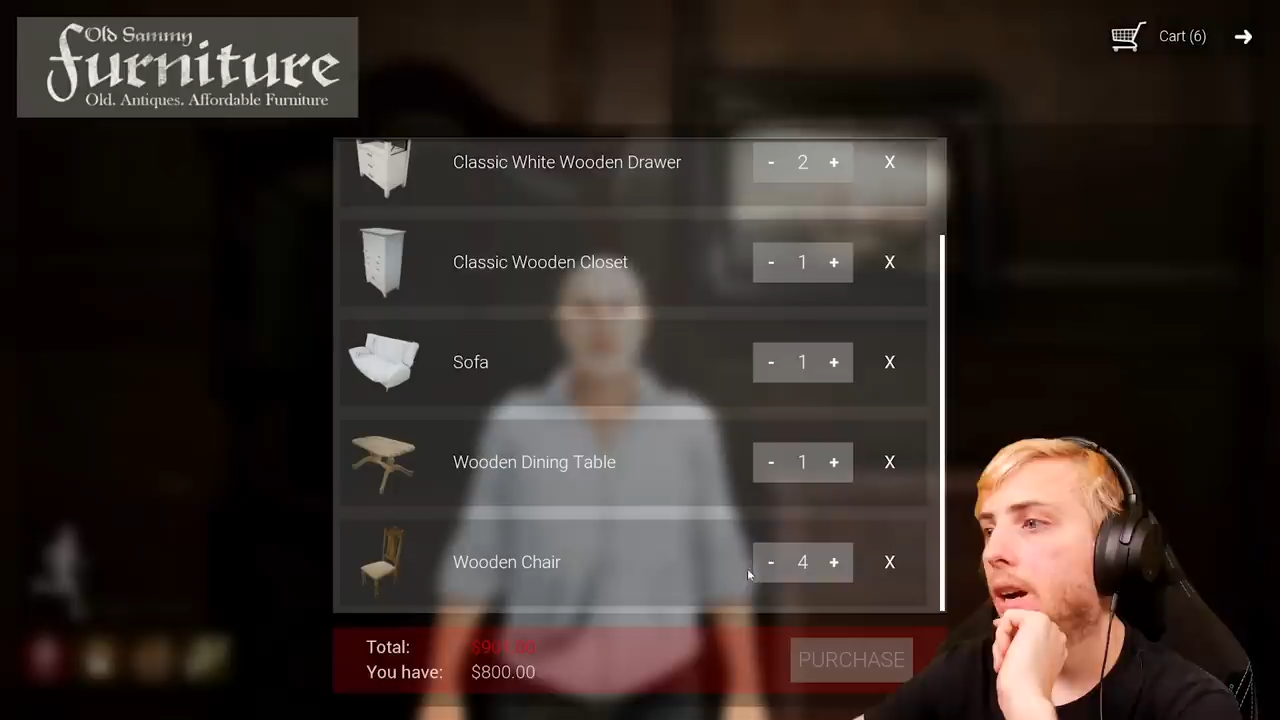 Old Sammy
furniture
Old. Antiques. Affordable Furniture
Cart (6)
Classic White Wooden Drawer - 2 + X
Classic Wooden Closet - 1 + X
Sofa - 1 + X
Wooden Dining Table - 1 + X
Wooden Chair - 4 + X
Total:
You have: $800.00
PURCHASE